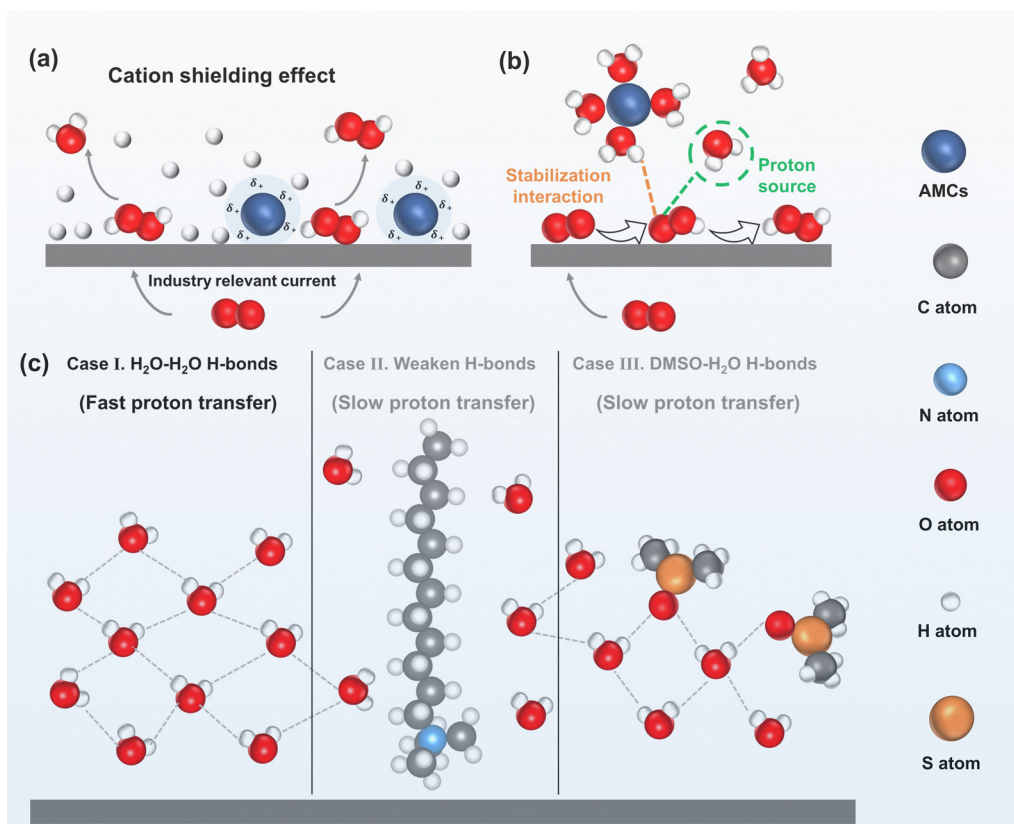 (a)
Cation shielding effect
δ+
δ+
δ+
δ+
δ+
δ+
δ+
δ+
δ+
δ+
Industry relevant current
(b)
Stabilization
interaction
Proton
source
(c)
Case I. H₂O-H₂O H-bonds
(Fast proton transfer)
Case II. Weaken H-bonds
(Slow proton transfer)
Case III. DMSO-H₂O H-bonds
(Slow proton transfer)
AMCs
C atom
N atom
O atom
H atom
S atom